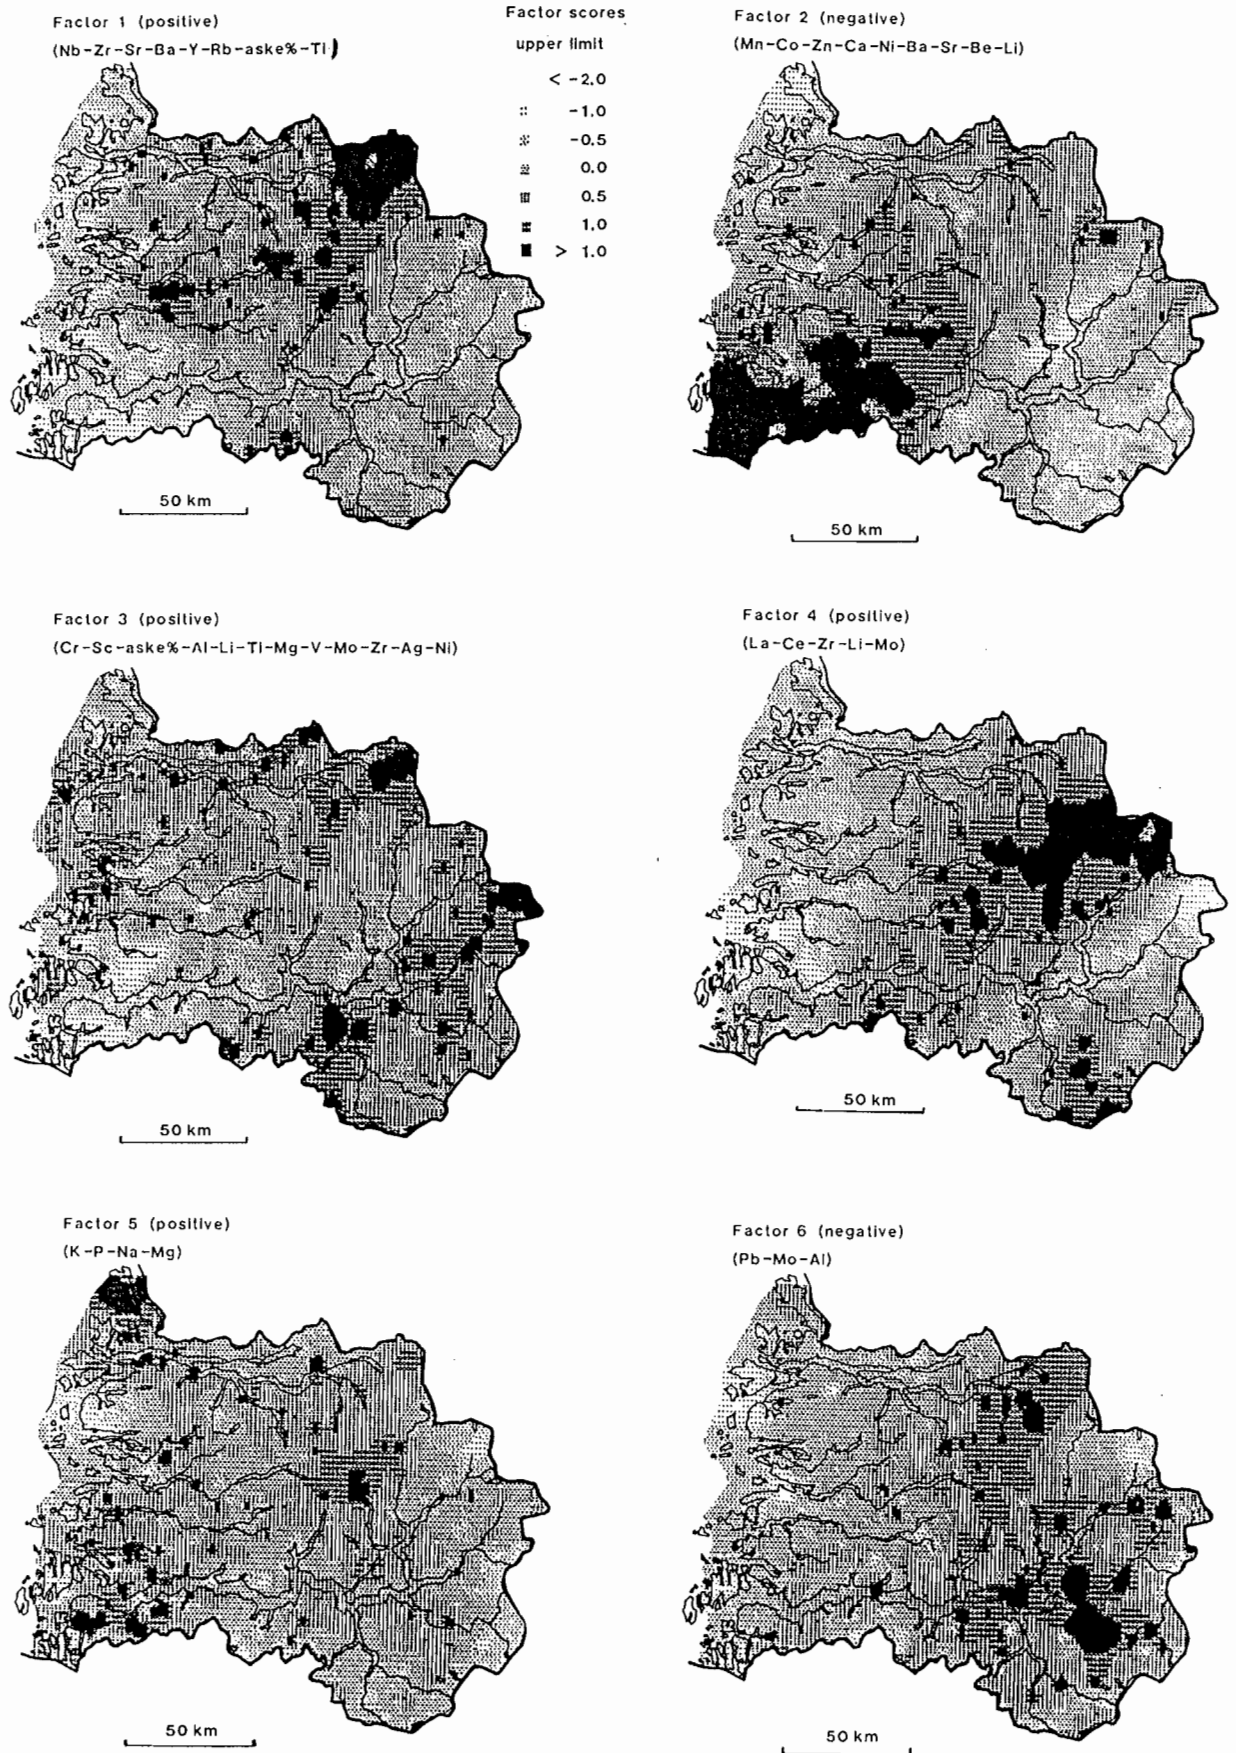 Factor 1 (positive)
(Nb-Zr-Sr-Ba-Y-Rb-aske%-Ti)
Factor scores
upper limit
< -2.0
-1.0
-0.5
0.0
0.5
1.0
> 1.0
Factor 2 (negative)
(Mn-Co-Zn-Ca-Ni-Ba-Sr-Be-Li)
50 km
50 km
Factor 3 (positive)
(Cr-Sc-aske%-Al-Li-Ti-Mg-V-Mo-Zr-Ag-Ni)
Factor 4 (positive)
(La-Ce-Zr-Li-Mo)
50 km
50 km
Factor 5 (positive)
(K-P-Na-Mg)
Factor 6 (negative)
(Pb-Mo-Al)
50 km
50 km